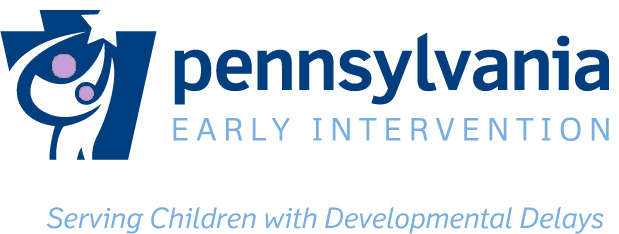 pennsylvania
EARLY INTERVENTION
Serving Children with Developmental Delays